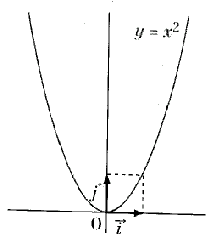 y = x²
j
O
i⃗